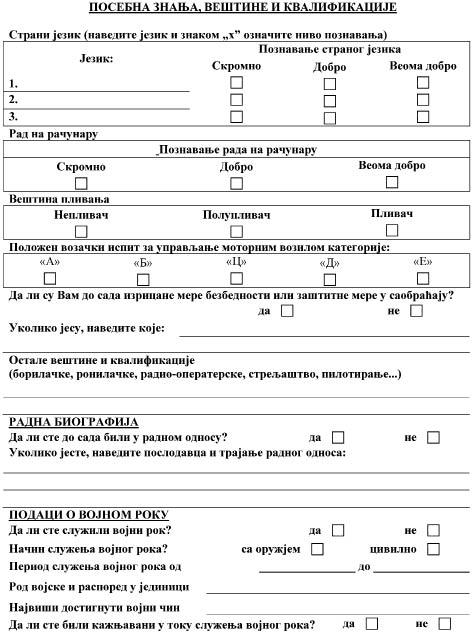 ПОСЕБНА ЗНАЊА, ВЕШТИНЕ И КВАЛИФИКАЦИЈЕ
Страни језик (наведите језик и знаком „x” означите ниво познавања)
Језик:
Познавање страног језика
Скромно Добро Веома добро
1.
2.
3.
Рад на рачунару
Познавање рада на рачунару
Скромно Добро Веома добро
Вештина пливања
Непливач Полупливач Пливач
Положен возачки испит за управљање моторним возилом категорије:
«А» «Б» «Ц» «Д» «Е»
Да ли су Вам до сада изрицане мере безбедности или заштитне мере у саобраћају?
да не
Уколико јесу, наведите које:
Остале вештине и квалификације
(борилачке, ронилачке, радио-оператерске, стрељаштво, пилотирање...)
РАДНА БИОГРАФИЈА
Да ли сте до сада били у радном односу? да не
Уколико јесте, наведите послодавца и трајање радног односа:
ПОДАЦИ О ВОЈНОМ РОКУ
Да ли сте служили војни рок? да не
Начин служења војног рока? са оружјем цивилно
Период служења војног рока од до
Род војске и распоред у јединици
Највиши достигнути војни чин
Да ли сте били кажњавани у току служења војног рока? да не